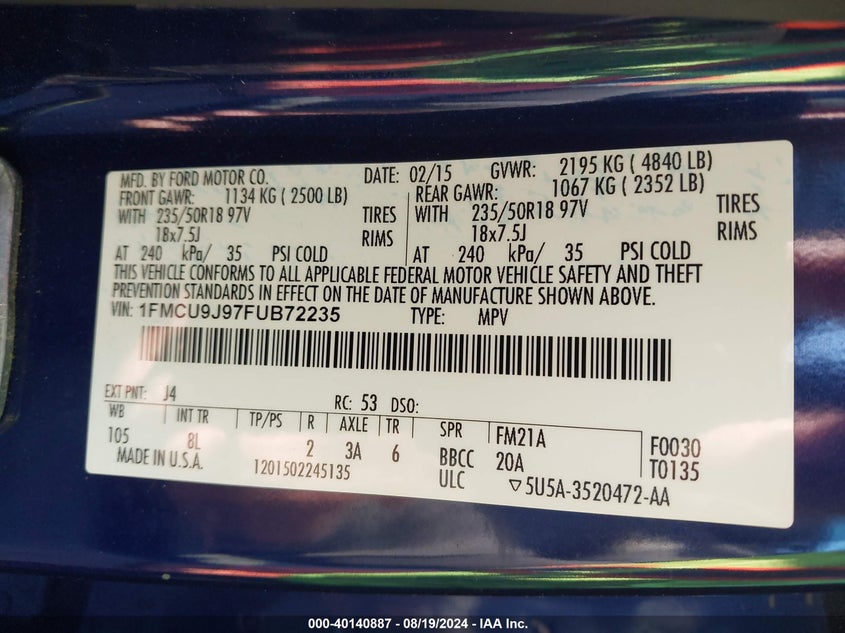 MFD. BY FORD MOTOR CO. DATE: 02/15 GVWR: 2195 KG ( 4840 LB)
FRONT GAWR: 1134 KG ( 2500 LB) REAR GAWR: 1067 KG ( 2352 LB)
WITH 235/50R18 97V TIRES WITH 235/50R18 97V TIRES
18x7.5J RIMS 18x7.5J RIMS
AT 240 kPa/ 35 PSI COLD AT 240 kPa/ 35 PSI COLD
THIS VEHICLE CONFORMS TO ALL APPLICABLE FEDERAL MOTOR VEHICLE SAFETY AND THEFT
PREVENTION STANDARDS IN EFFECT ON THE DATE OF MANUFACTURE SHOWN ABOVE.
VIN: 1FMCU9J97FUB72235 TYPE: MPV
EXT PNT: J4 RC: 53 DSO:
WB INT TR TP/PS R AXLE TR SPR FM21A F0030
105 8L 2 3A 6 BBCC 20A T0135
MADE IN U.S.A. 1201502245135 ULC ▽5U5A-3520472-AA
000-40140887 - 08/19/2024 - IAA Inc.